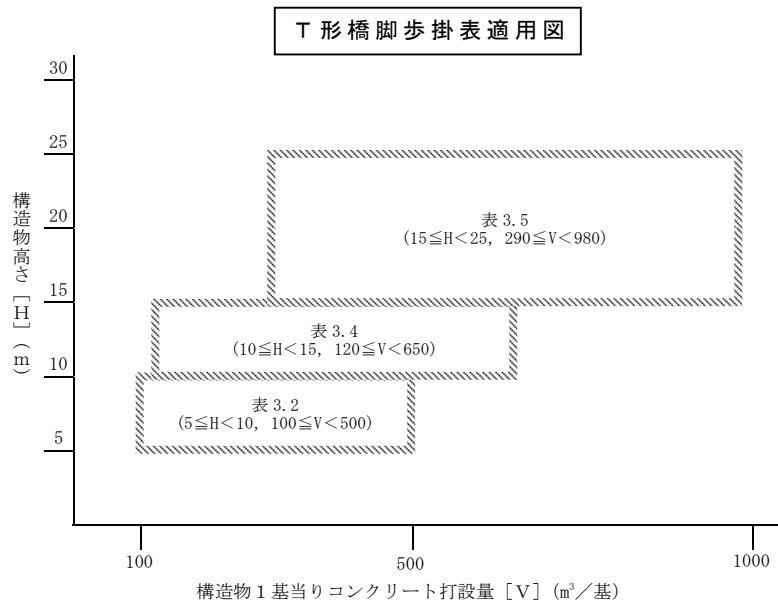 T形橋脚歩掛表適用図
30
25
20
15
10
5
構造物高さ[H](m)
表3.5
(15≦H<25, 290≦V<980)
表3.4
(10≦H<15, 120≦V<650)
表3.2
(5≦H<10, 100≦V<500)
100
500
1000
構造物1基当りコンクリート打設量[V](m³/基)